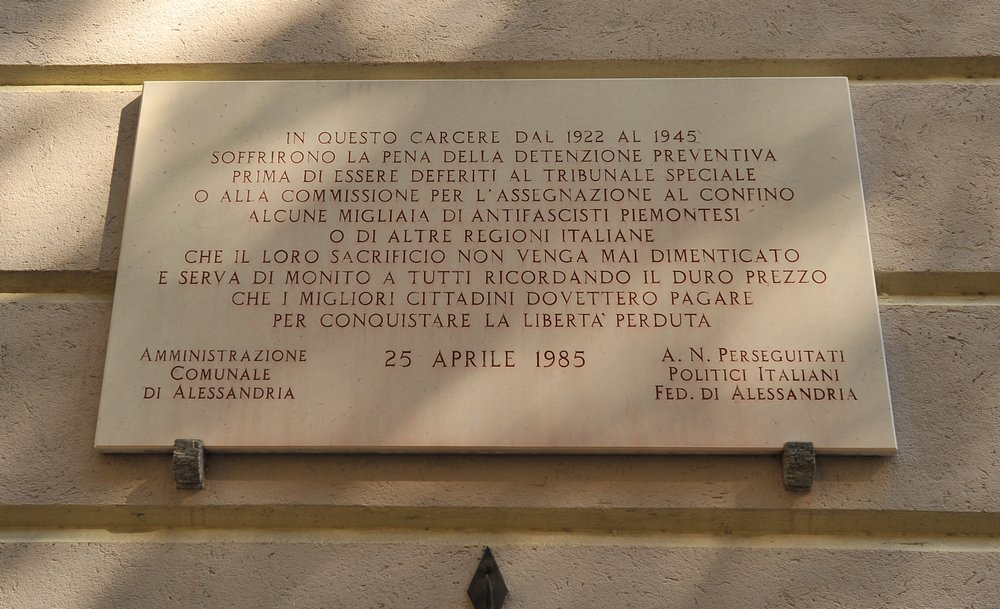 IN QUESTO CARCERE DAL 1922 AL 1945
SOFFRIRONO LA PENA DELLA DETENZIONE PREVENTIVA
PRIMA DI ESSERE DEFERITI AL TRIBUNALE SPECIALE
O ALLA COMMISSIONE PER L'ASSEGNAZIONE AL CONFINO
ALCUNE MIGLIAIA DI ANTIFASCISTI PIEMONTESI
O DI ALTRE REGIONI ITALIANE
CHE IL LORO SACRIFICIO NON VENGA MAI DIMENTICATO
E SERVA DI MONITO A TUTTI RICORDANDO IL DURO PREZZO
CHE I MIGLIORI CITTADINI DOVETTERO PAGARE
PER CONQUISTARE LA LIBERTA' PERDUTA
AMMINISTRAZIONE
COMUNALE
DI ALESSANDRIA
25 APRILE 1985
A. N. PERSEGUITATI
POLITICI ITALIANI
FED. DI ALESSANDRIA